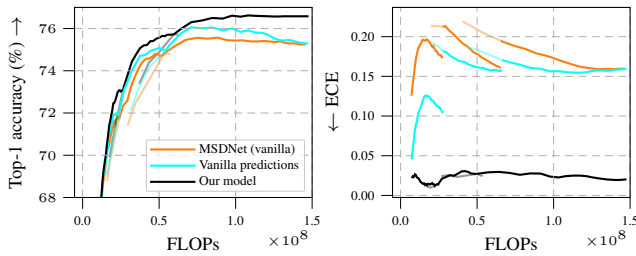 Top-1 accuracy (%) →
76
74
72
70
68
MSDNet (vanilla)
Vanilla predictions
Our model
0.0 0.5 1.0 1.5
FLOPs ×10⁸
← ECE
0.20
0.15
0.10
0.05
0.00
0.0 0.5 1.0 1.5
FLOPs ×10⁸